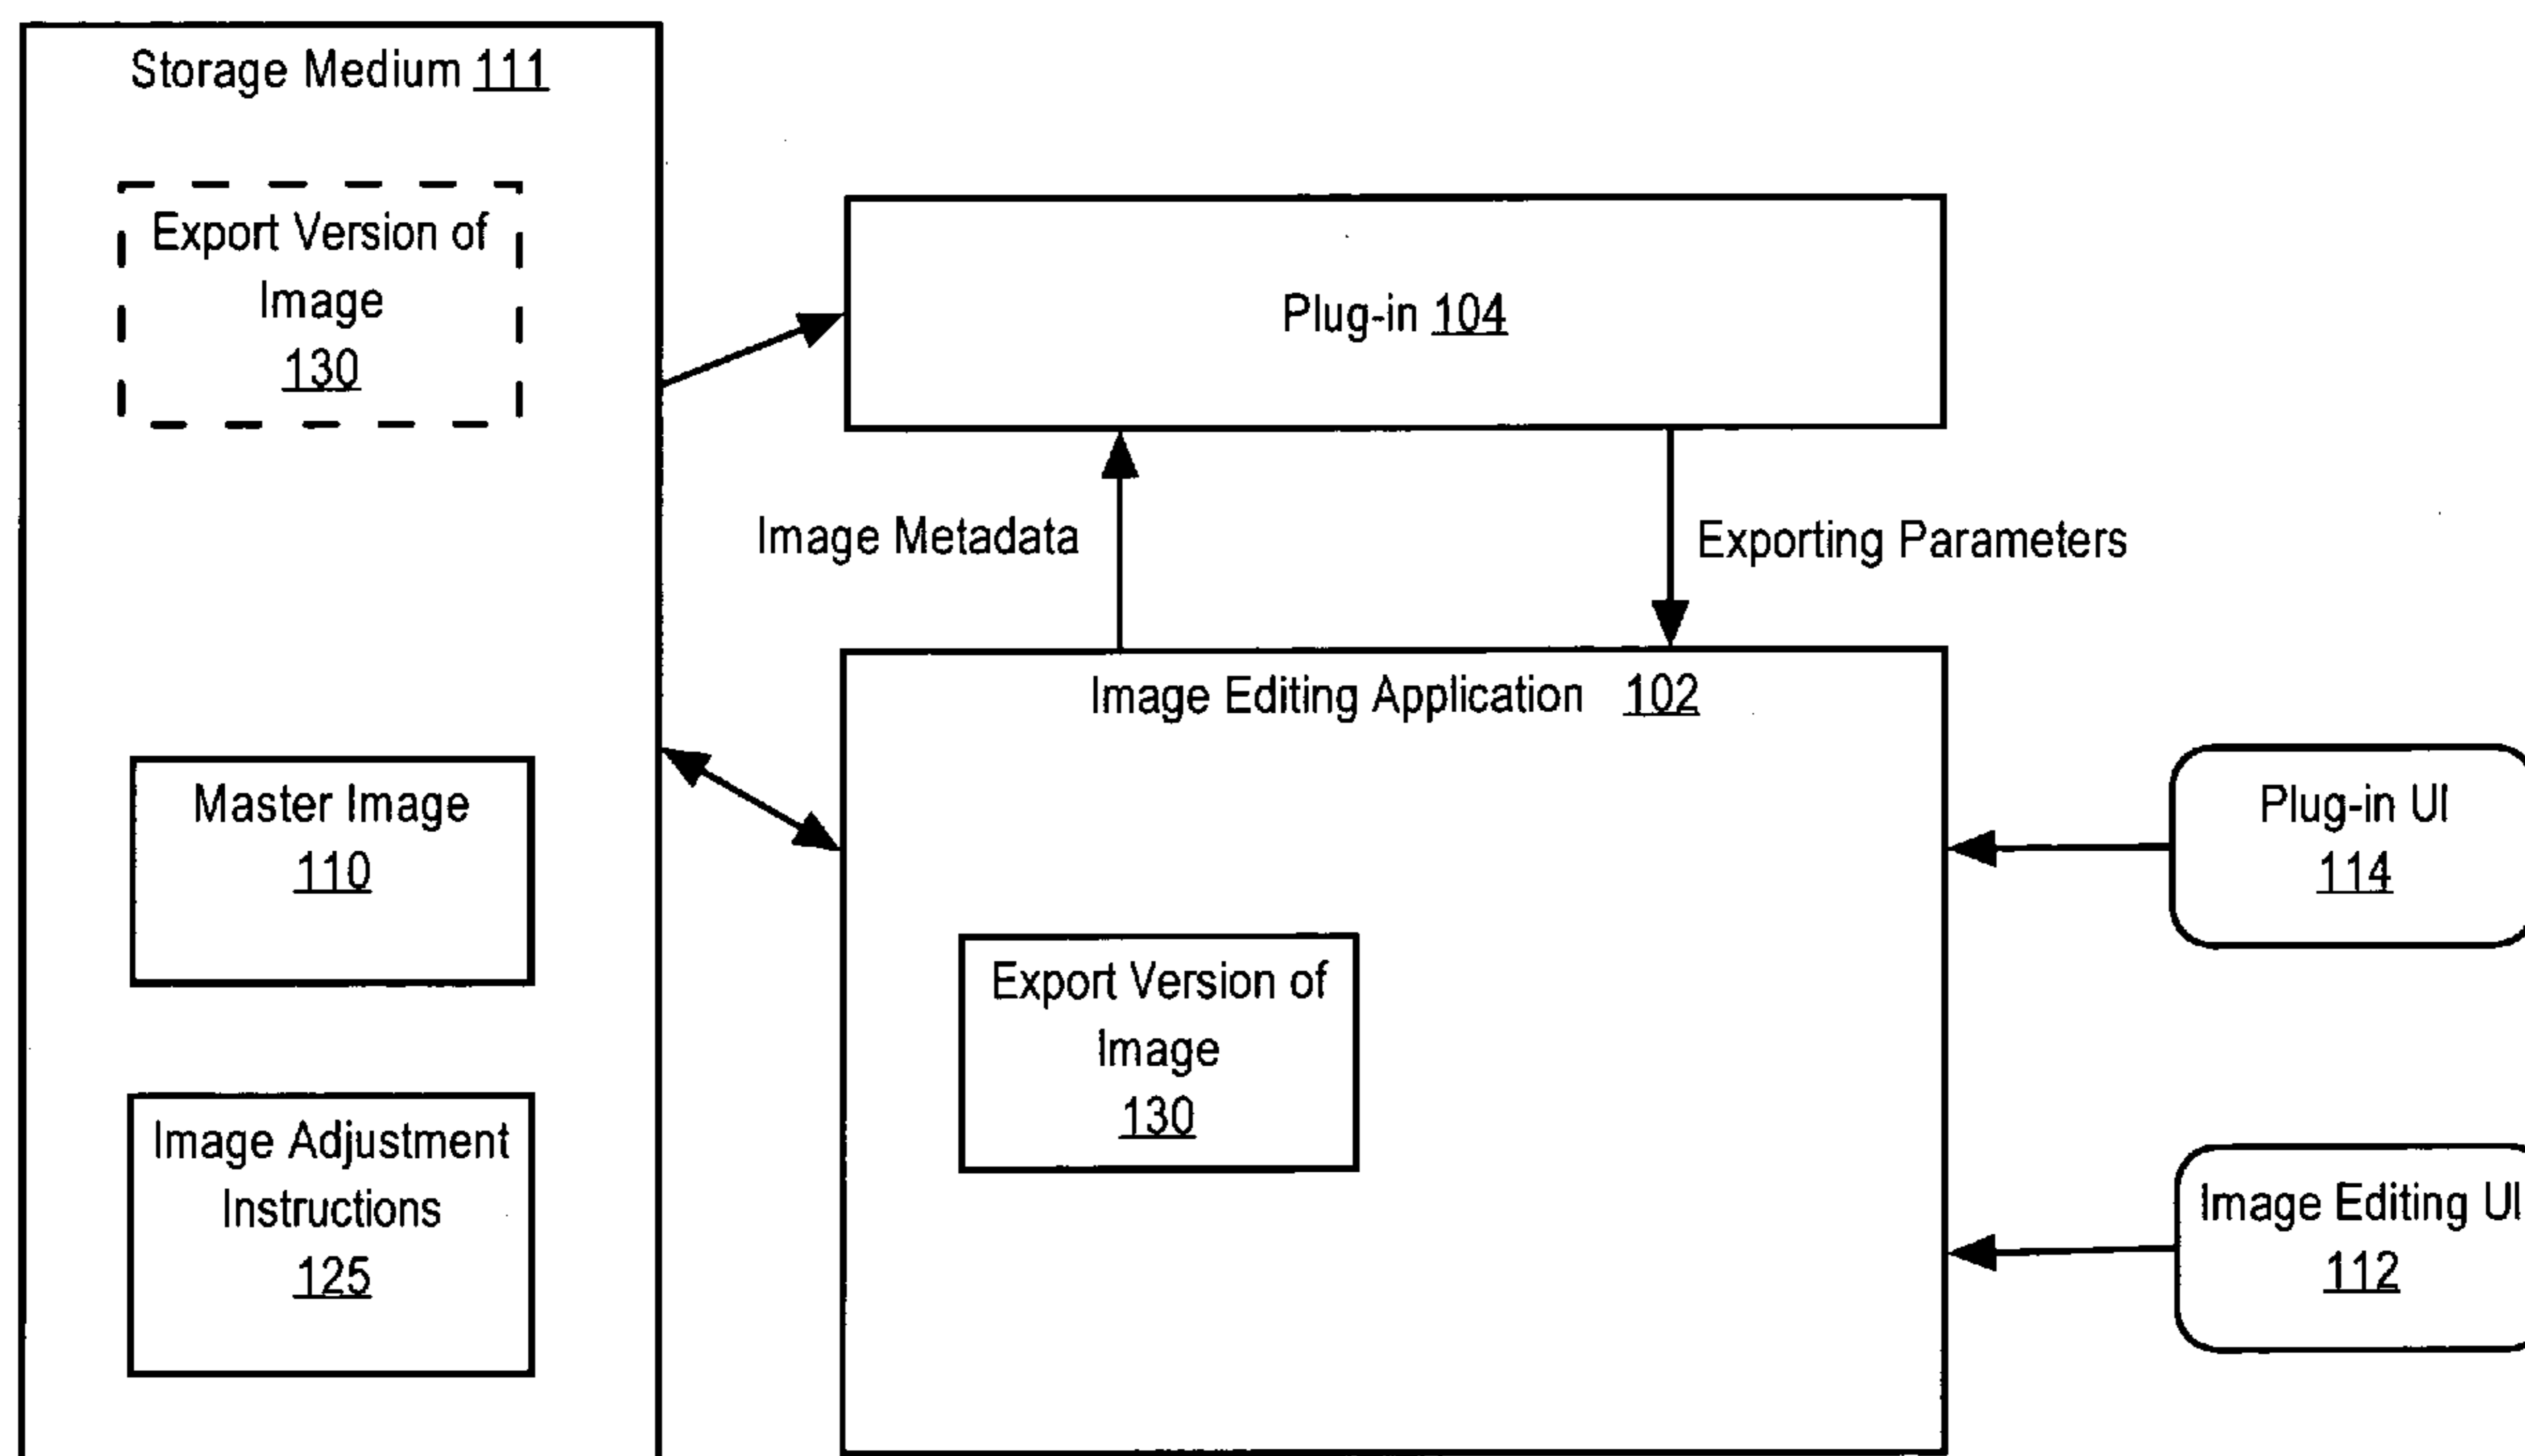 Storage Medium 111
Export Version of
Image
130
Plug-in 104
Image Metadata
Exporting Parameters
Image Editing Application 102
Master Image
110
Plug-in UI
114
Export Version of
Image
130
Image Adjustment
Instructions
125
Image Editing UI
112